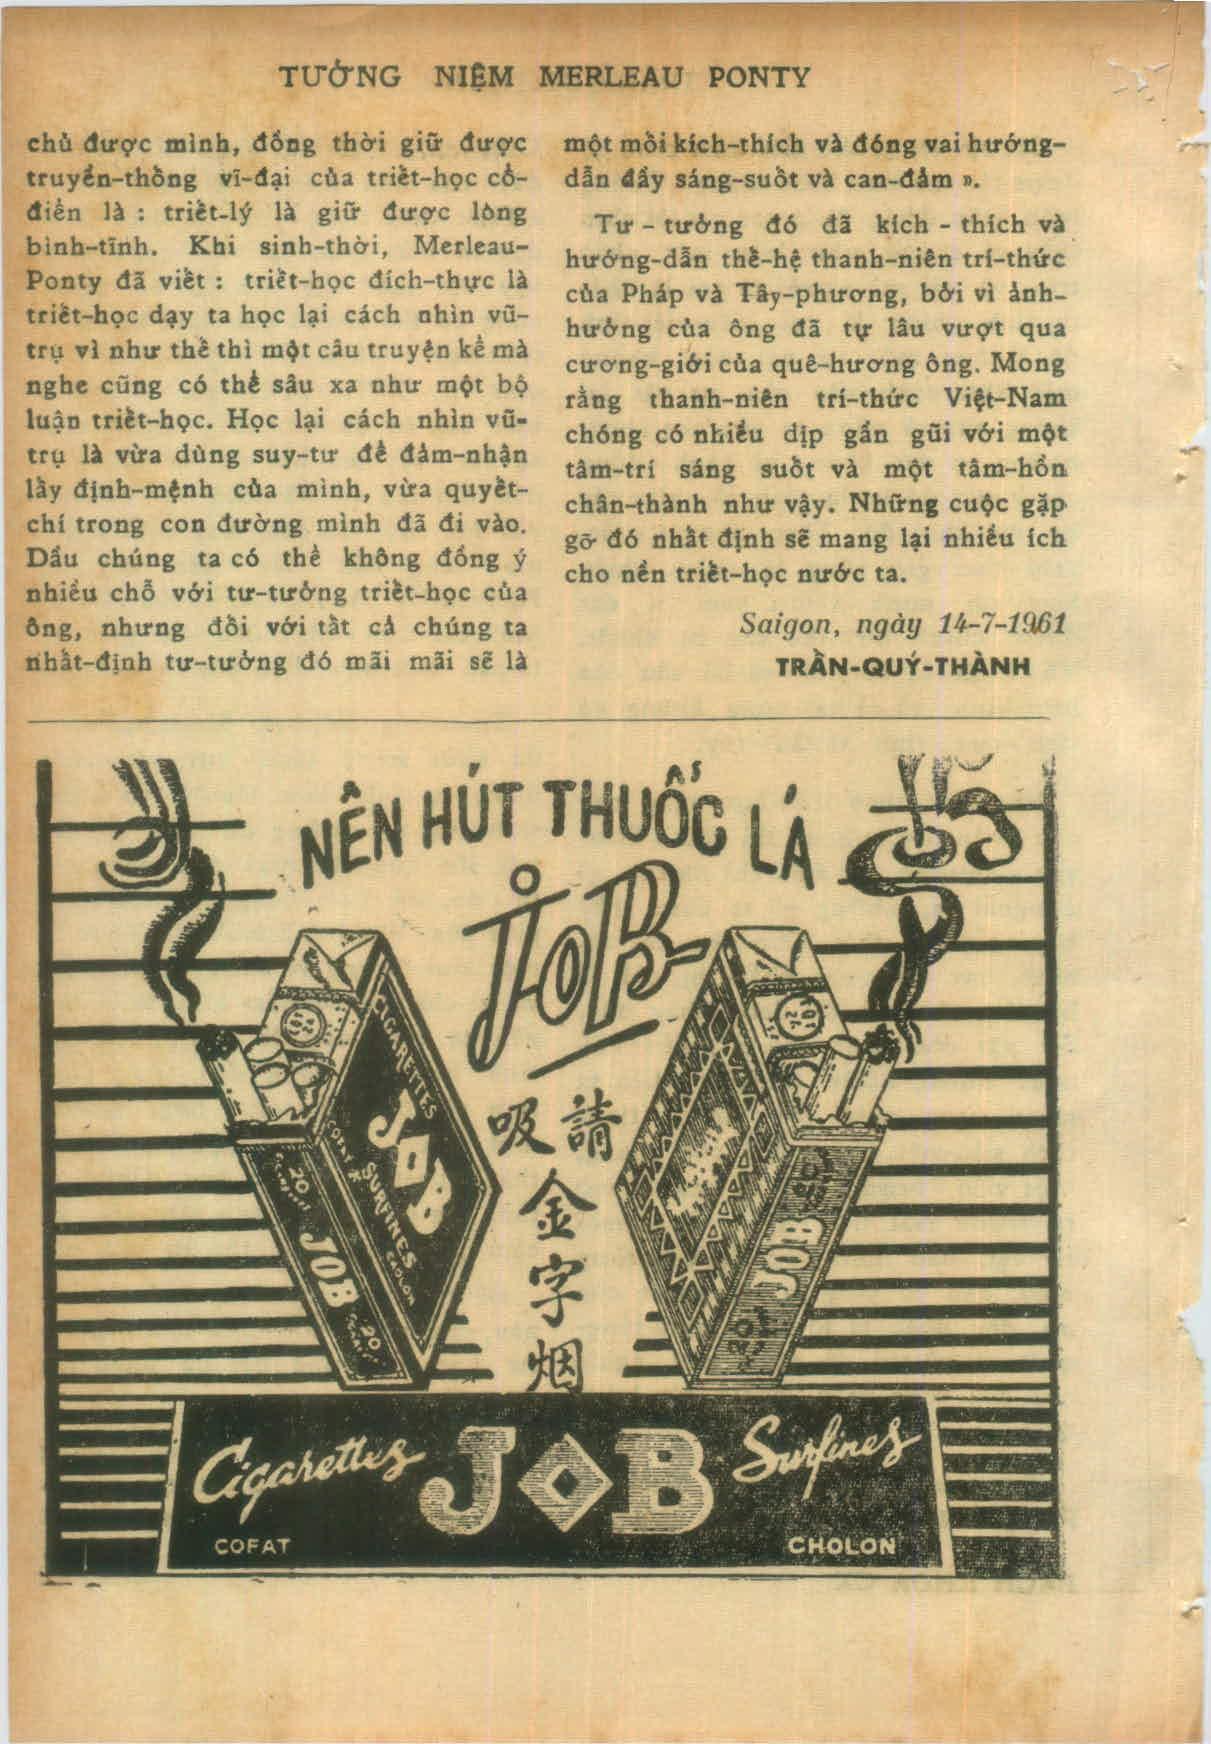 TƯỞNG NIỆM MERLEAU PONTY
chủ được mình, đồng thời giữ được
truyền-thống vĩ-đại của triết-học cổ-
điển là : triết-lý là giữ được lòng
bình-tĩnh. Khi sinh-thời, Merleau-
Ponty đã viết : triết-học đích-thực là
triết-học dạy ta học lại cách nhìn vũ-
trụ vì như thế thì một câu truyện kể mà
nghe cũng có thể sâu xa như một bộ
luận triết-học. Học lại cách nhìn vũ-
trụ là vừa dùng suy-tư để đảm-nhận
lấy định-mệnh của mình, vừa quyết-
chí trong con đường mình đã đi vào.
Dầu chúng ta có thể không đồng ý
nhiều chỗ với tư-tưởng triết-học của
ông, nhưng đối với tất cả chúng ta
nhất-định tư-tưởng đó mãi mãi sẽ là
một mồi kích-thích và đóng vai hướng-
dẫn đầy sáng-suốt và can-đảm ».
Tư - tưởng đó đã kích - thích và
hướng-dẫn thế-hệ thanh-niên trí-thức
của Pháp và Tây-phương, bởi vì ảnh-
hưởng của ông đã tự lâu vượt qua
cương-giới của quê-hương ông. Mong
rằng thanh-niên trí-thức Việt-Nam
chóng có nhiều dịp gần gũi với một
tâm-trí sáng suốt và một tâm-hồn
chân-thành như vậy. Những cuộc gặp
gỡ đó nhất định sẽ mang lại nhiều ích
cho nền triết-học nước ta.
Saigon, ngày 14-7-1961
TRẦN-QUÝ-THÀNH
NÊN HÚT THUỐC LÁ
JOB
請
吸
金
字
烟
CIGARETTES
JOB
SURFINES
COFAT
CHOLON
20
JOB
20
JOB
20
Cigarettes JOB Surfines
COFAT CHOLON